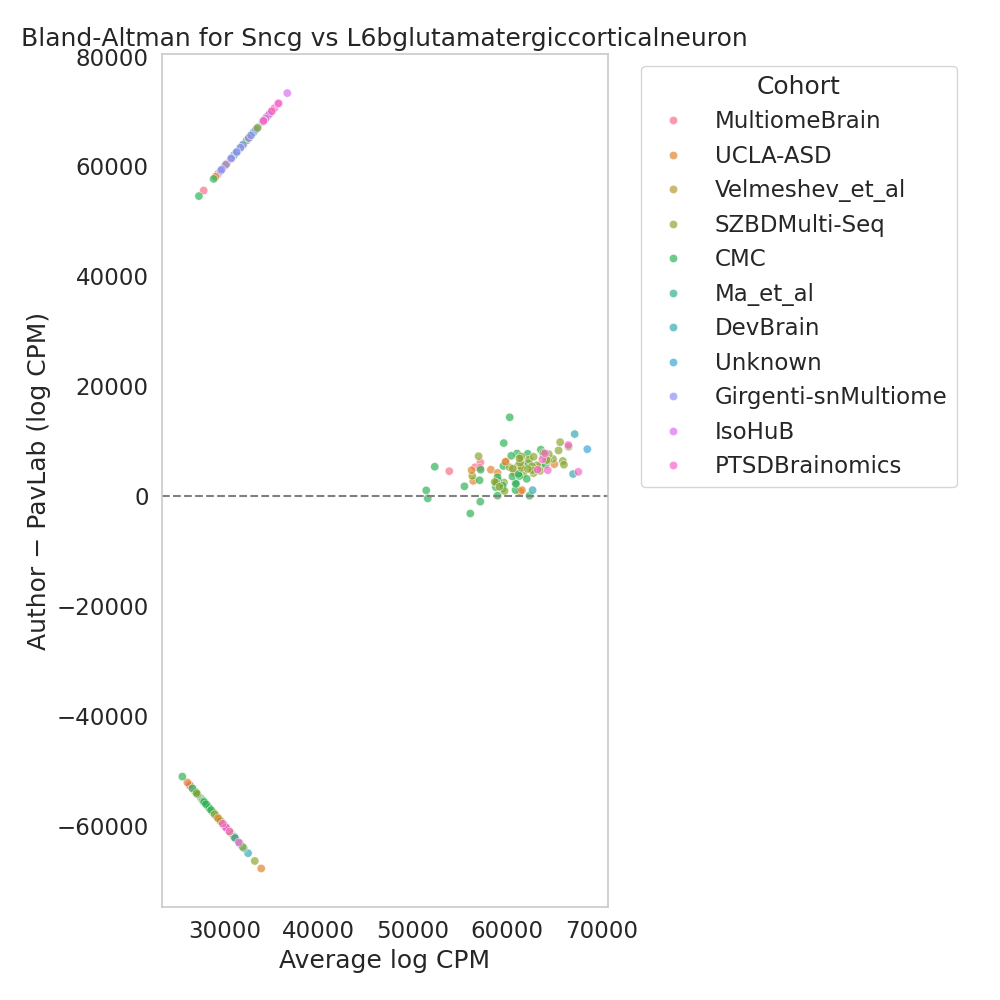 Bland-Altman for Sncg vs L6bglutamatergiccorticalneuron
80000
60000
40000
20000
0
−20000
−40000
−60000
Author − PavLab (log CPM)
30000 40000 50000 60000 70000
Average log CPM
Cohort
MultiomeBrain
UCLA-ASD
Velmeshev_et_al
SZBDMulti-Seq
CMC
Ma_et_al
DevBrain
Unknown
Girgenti-snMultiome
IsoHuB
PTSDBrainomics